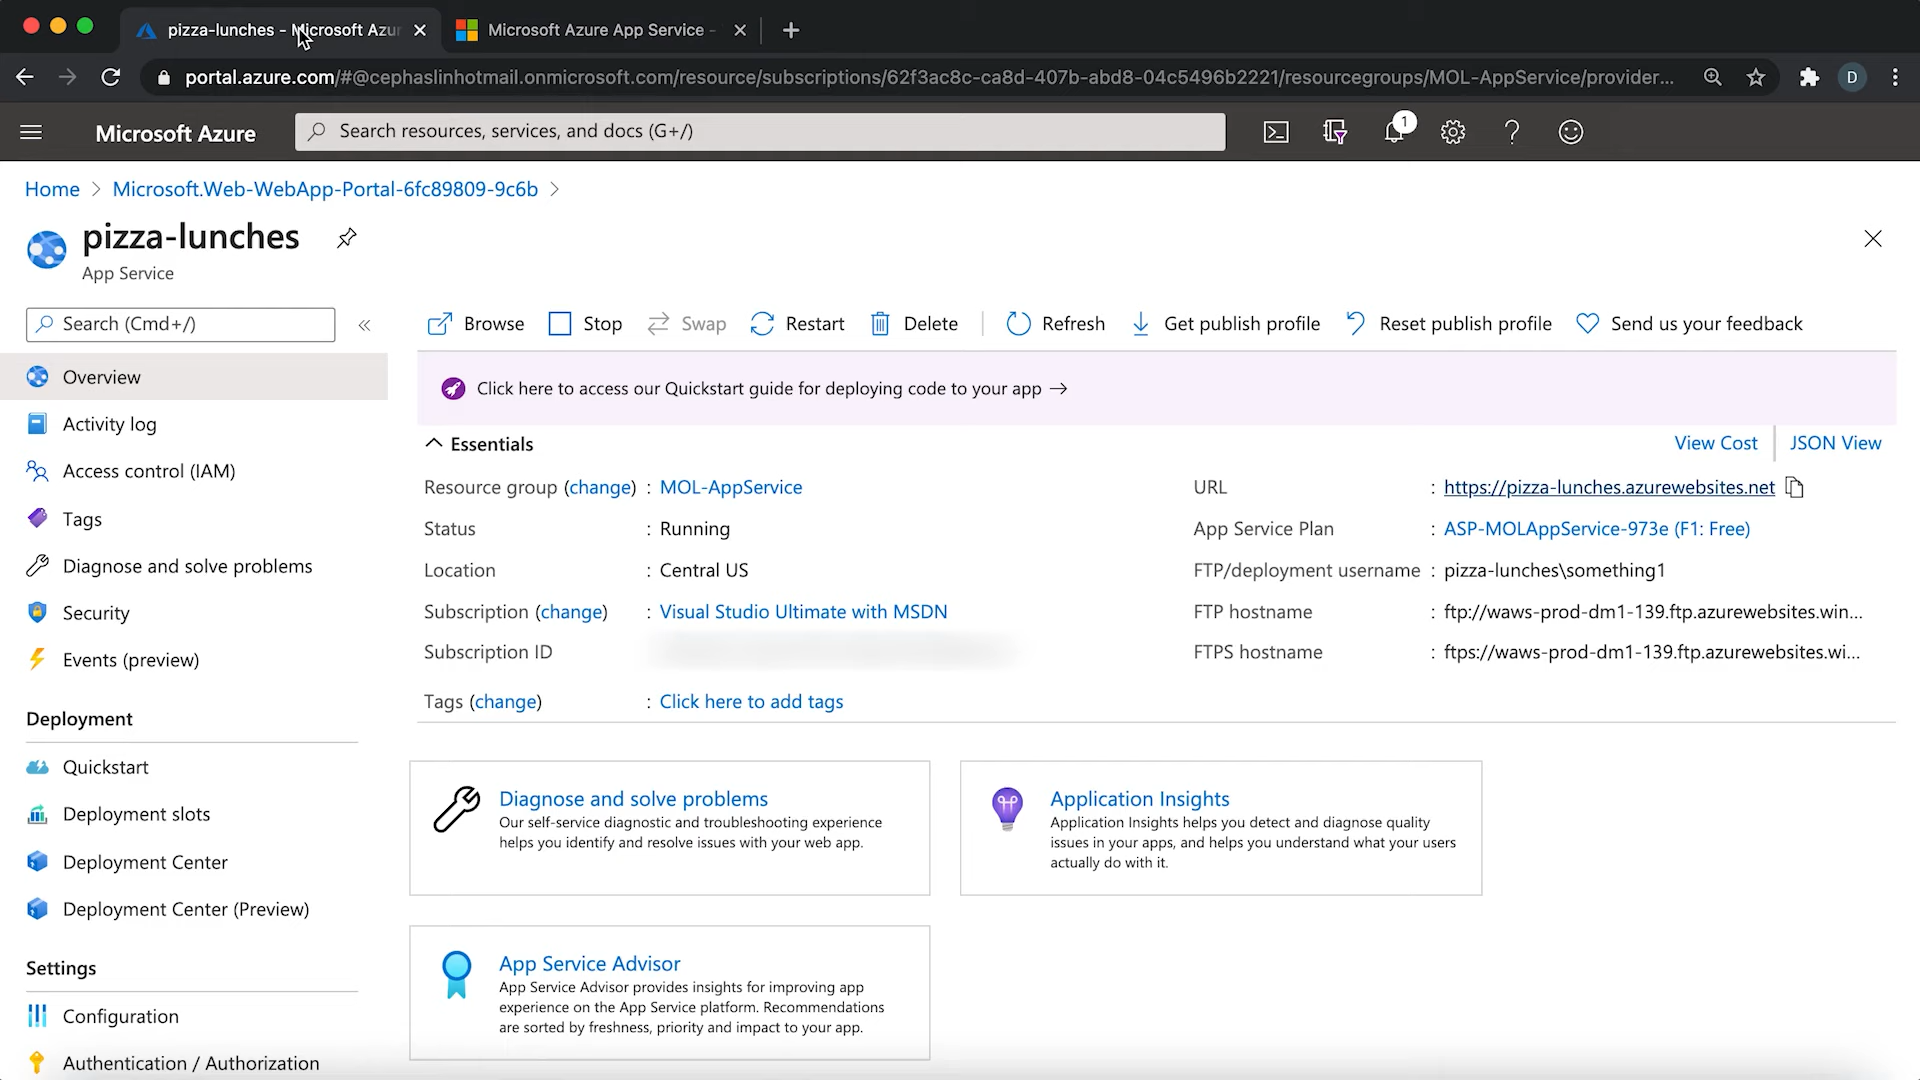 pizza-lunches - Microsoft Azur
Microsoft Azure App Service -
portal.azure.com/#@cephaslinhotmail.onmicrosoft.com/resource/subscriptions/62f3ac8c-ca8d-407b-abd8-04c5496b2221/resourcegroups/MOL-AppService/provider...
D
Microsoft Azure
Search resources, services, and docs (G+/)
1
Home > Microsoft.Web-WebApp-Portal-6fc89809-9c6b >
pizza-lunches
App Service
Search (Cmd+/)
«
Browse Stop Swap Restart Delete Refresh Get publish profile Reset publish profile Send us your feedback
Overview
Activity log
Access control (IAM)
Tags
Diagnose and solve problems
Security
Events (preview)
Deployment
Quickstart
Deployment slots
Deployment Center
Deployment Center (Preview)
Settings
Configuration
Authentication / Authorization
Click here to access our Quickstart guide for deploying code to your app →
Essentials
View Cost JSON View
Resource group (change) : MOL-AppService
Status : Running
Location : Central US
Subscription (change) : Visual Studio Ultimate with MSDN
Subscription ID
Tags (change) : Click here to add tags
URL : https://pizza-lunches.azurewebsites.net
App Service Plan : ASP-MOLAppService-973e (F1: Free)
FTP/deployment username : pizza-lunches\something1
FTP hostname : ftp://waws-prod-dm1-139.ftp.azurewebsites.win...
FTPS hostname : ftps://waws-prod-dm1-139.ftp.azurewebsites.wi...
Diagnose and solve problems
Our self-service diagnostic and troubleshooting experience
helps you identify and resolve issues with your web app.
Application Insights
Application Insights helps you detect and diagnose quality
issues in your apps, and helps you understand what your users
actually do with it.
App Service Advisor
App Service Advisor provides insights for improving app
experience on the App Service platform. Recommendations
are sorted by freshness, priority and impact to your app.